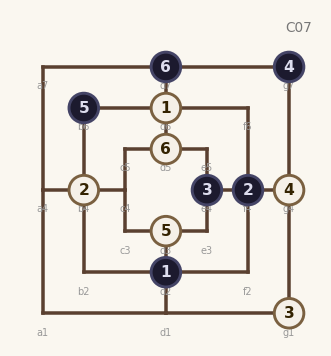 C07
6 4
a7 d7 g7
5 1
b6 d6 f6
6
c5 d5 e5
2 3 2 4
a4 b4 c4 e4 f4 g4
5
c3 d3 e3
1
b2 d2 f2
3
a1 d1 g1